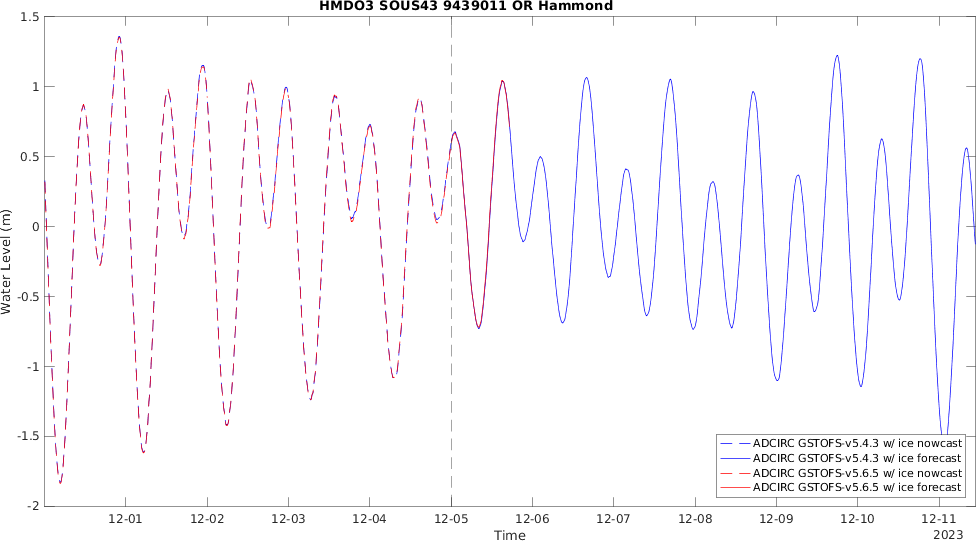 HMDO3 SOUS43 9439011 OR Hammond
1.5
1
0.5
0
-0.5
-1
-1.5
-2
Water Level (m)
ADCIRC GSTOFS-v5.4.3 w/ ice nowcast
ADCIRC GSTOFS-v5.4.3 w/ ice forecast
ADCIRC GSTOFS-v5.6.5 w/ ice nowcast
ADCIRC GSTOFS-v5.6.5 w/ ice forecast
12-01 12-02 12-03 12-04 12-05 12-06 12-07 12-08 12-09 12-10 12-11
Time
2023